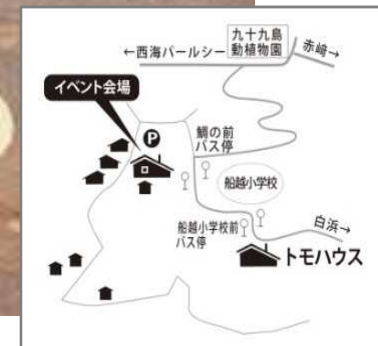 九十九島
動植物園
←西海パールシー
赤崎→
イベント会場
P
鯛の前
バス停
船越小学校
船越小学校前
バス停
白浜→
トモハウス